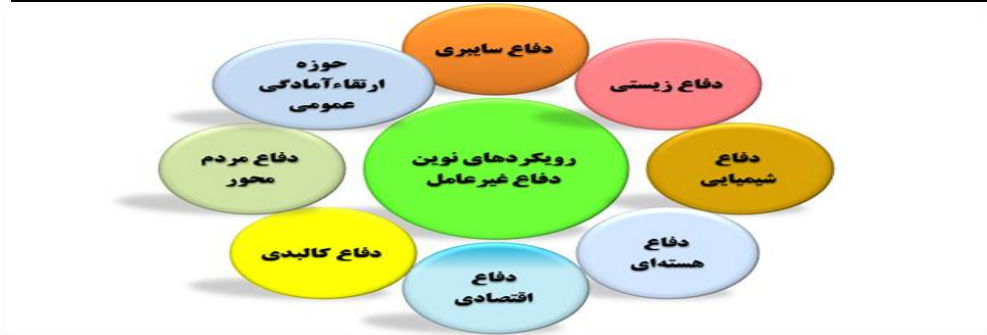 دفاع سایبری
دفاع زیستی
دفاع
شیمیایی
دفاع
هسته‌ای
دفاع
اقتصادی
دفاع کالبدی
دفاع مردم
محور
حوزه
ارتقاءآمادگی
عمومی
رویکردهای نوین
دفاع غیرعامل